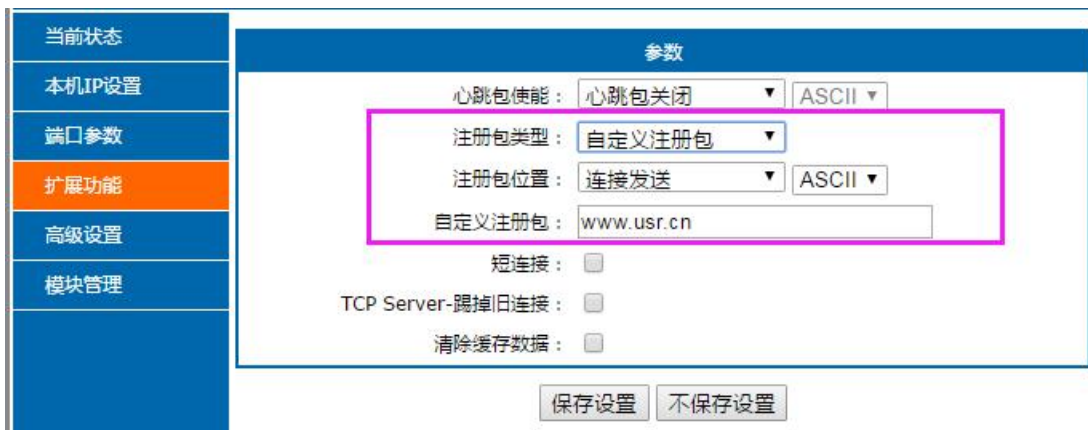 当前状态
本机IP设置
端口参数
扩展功能
高级设置
模块管理
参数
心跳包使能： 心跳包关闭 ASCII
注册包类型： 自定义注册包
注册包位置： 连接发送 ASCII
自定义注册包： www.usr.cn
短连接：
TCP Server-踢掉旧连接：
清除缓存数据：
保存设置 不保存设置